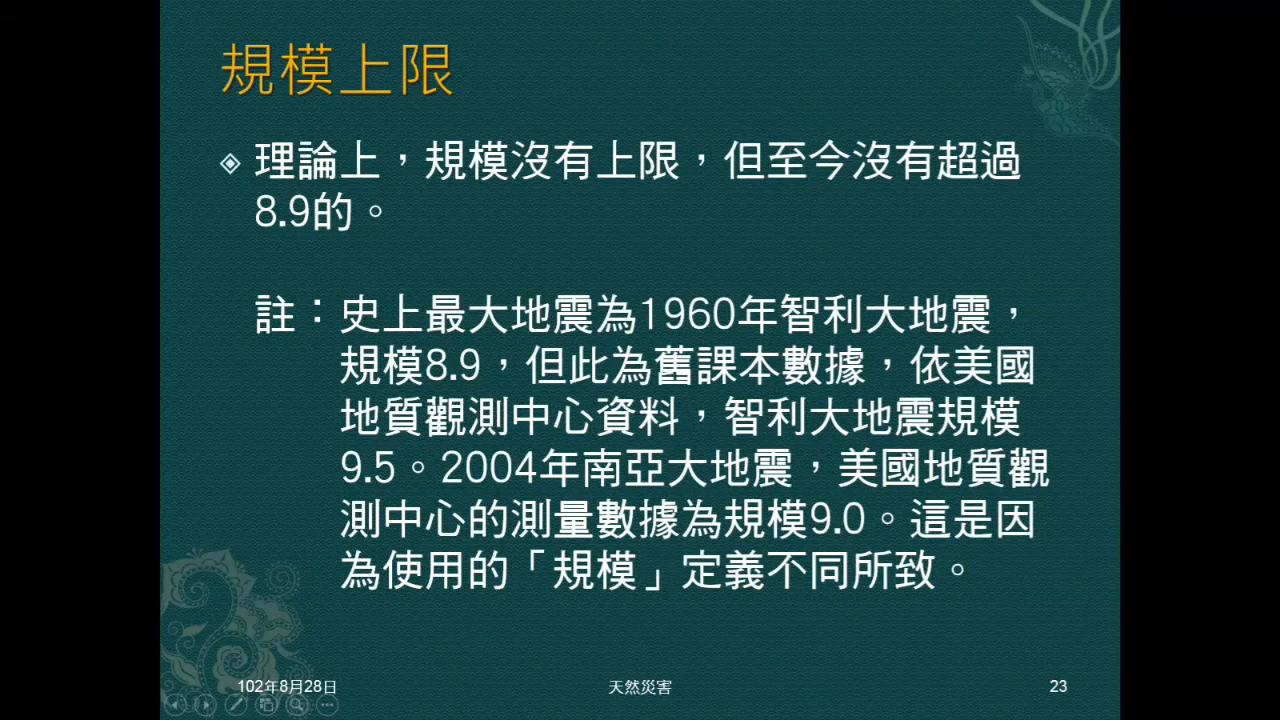 規模上限
理論上，規模沒有上限，但至今沒有超過
8.9的。
註：史上最大地震為1960年智利大地震，
規模8.9，但此為舊課本數據，依美國
地質觀測中心資料，智利大地震規模
9.5。2004年南亞大地震，美國地質觀
測中心的測量數據為規模9.0。這是因
為使用的「規模」定義不同所致。
102年8月28日
天然災害
23